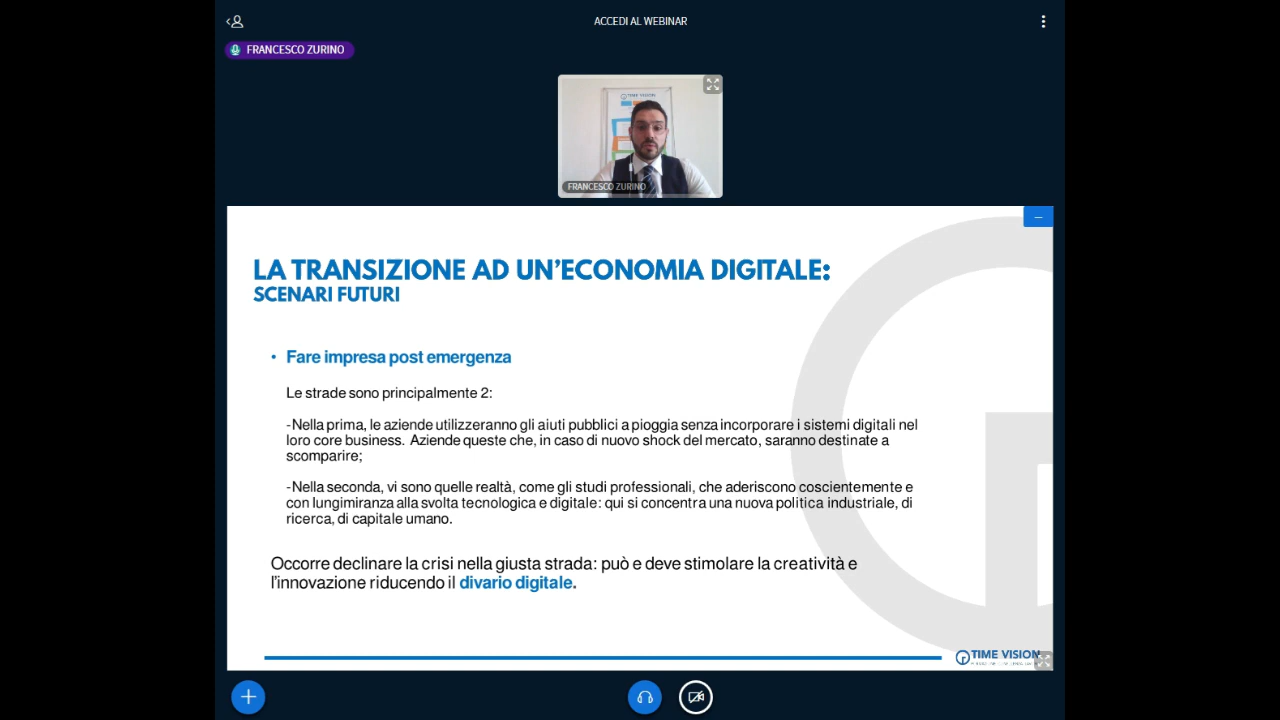 ACCEDI AL WEBINAR
FRANCESCO ZURINO
TIME VISION
FRANCESCO ZURINO
LA TRANSIZIONE AD UN'ECONOMIA DIGITALE:
SCENARI FUTURI
• Fare impresa post emergenza
Le strade sono principalmente 2:
-Nella prima, le aziende utilizzeranno gli aiuti pubblici a pioggia senza incorporare i sistemi digitali nel
loro core business. Aziende queste che, in caso di nuovo shock del mercato, saranno destinate a
scomparire;
-Nella seconda, vi sono quelle realtà, come gli studi professionali, che aderiscono coscientemente e
con lungimiranza alla svolta tecnologica e digitale: qui si concentra una nuova politica industriale, di
ricerca, di capitale umano.
Occorre declinare la crisi nella giusta strada: può e deve stimolare la creatività e
l'innovazione riducendo il divario digitale.
TIME VISION